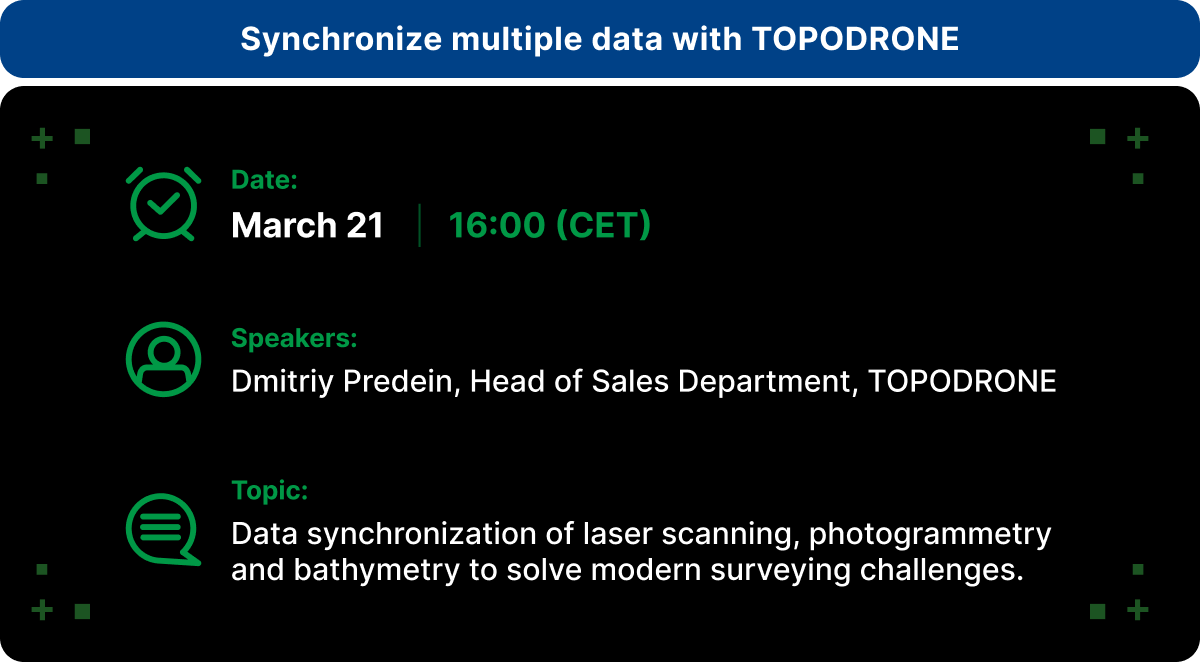 Synchronize multiple data with TOPODRONE
Date:
March 21 16:00 (CET)
Speakers:
Dmitriy Predein, Head of Sales Department, TOPODRONE
Topic:
Data synchronization of laser scanning, photogrammetry
and bathymetry to solve modern surveying challenges.